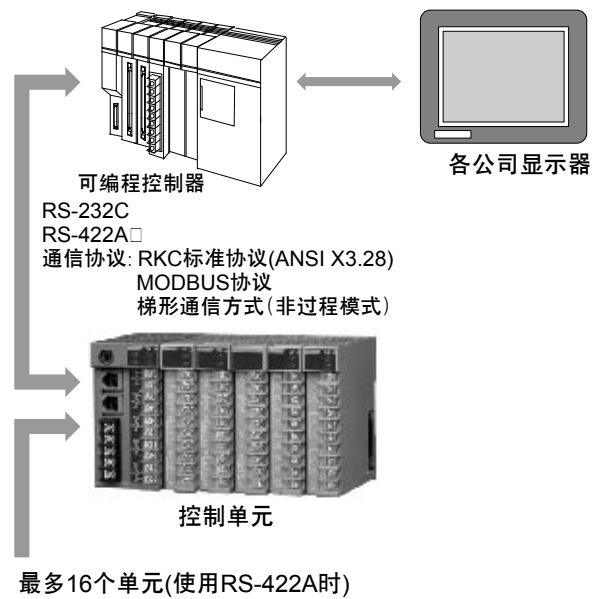 各公司显示器
可编程控制器
RS-232C
RS-422A□
通信协议: RKC标准协议(ANSI X3.28)
MODBUS协议
梯形通信方式(非过程模式)
控制单元
最多16个单元(使用RS-422A时)